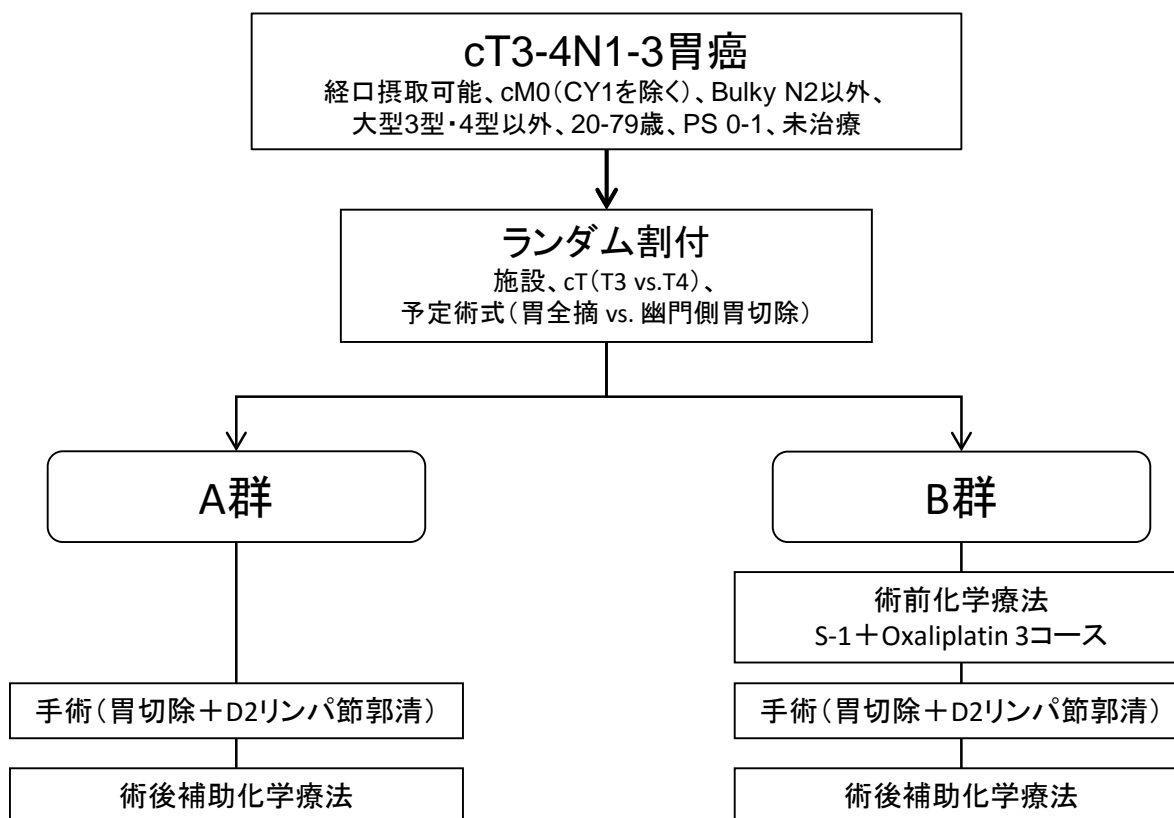 cT3-4N1-3胃癌
経口摂取可能、cM0(CY1を除く)、Bulky N2以外、
大型3型・4型以外、20-79歳、PS 0-1、未治療
ランダム割付
施設、cT(T3 vs.T4)、
予定術式(胃全摘 vs. 幽門側胃切除)
A群
B群
術前化学療法
S-1+Oxaliplatin 3コース
手術(胃切除+D2リンパ節郭清)
手術(胃切除+D2リンパ節郭清)
術後補助化学療法
術後補助化学療法